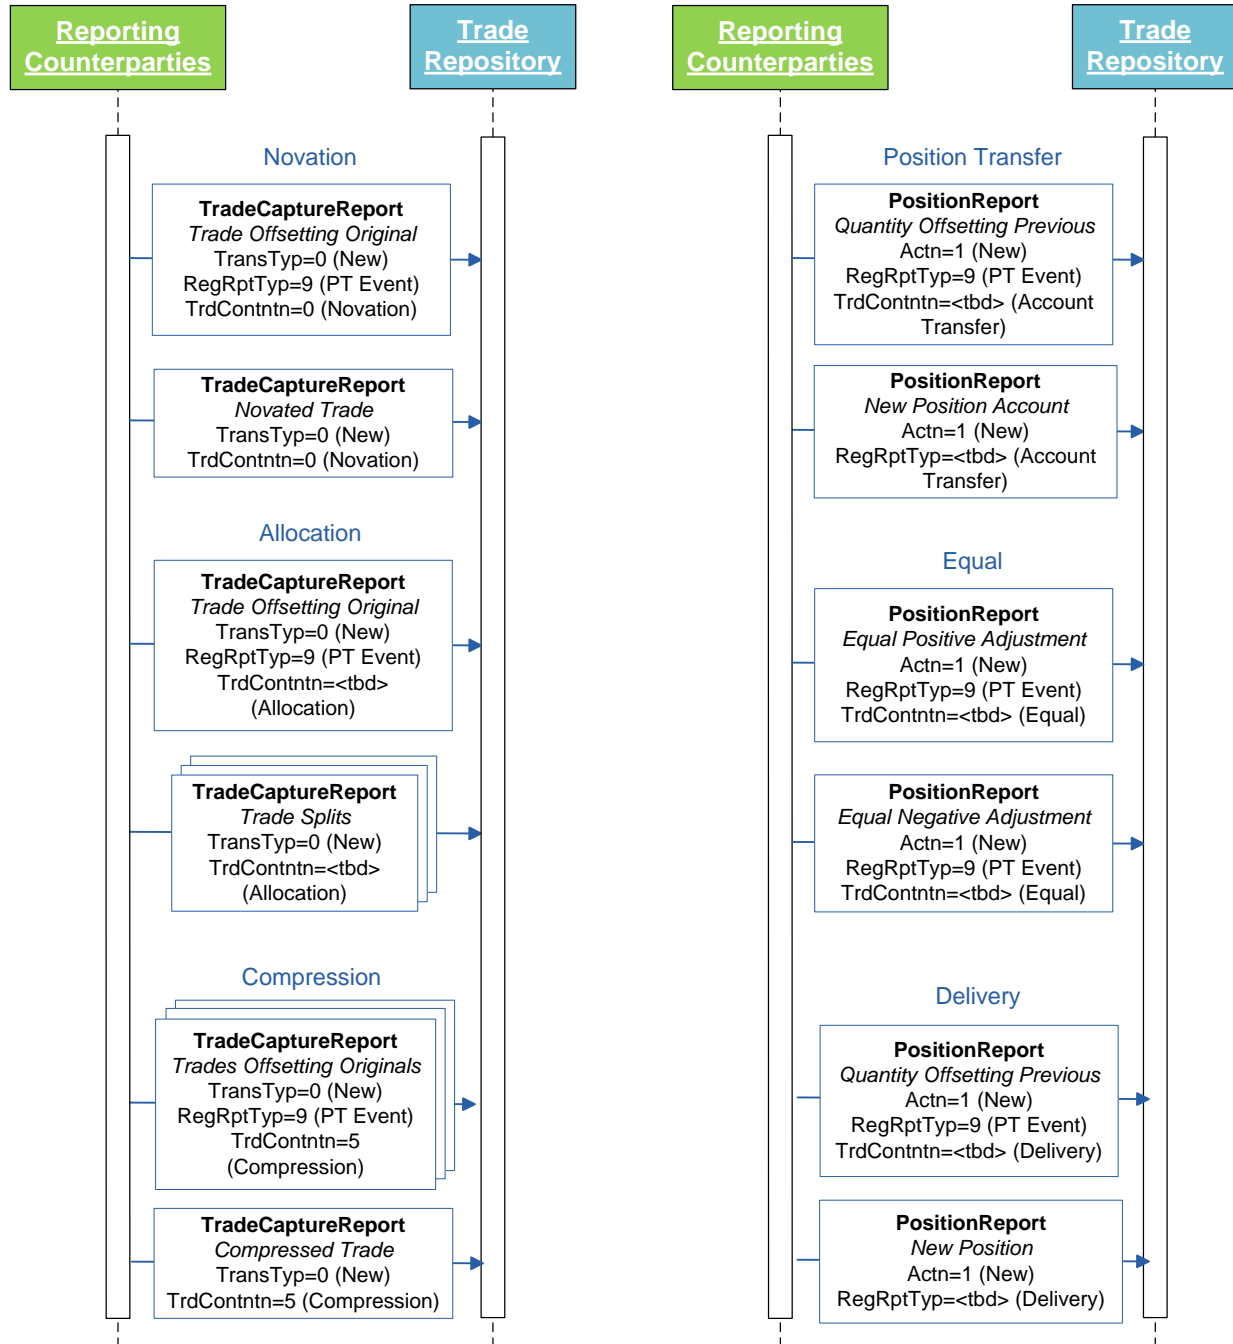 Reporting
Counterparties
Trade
Repository
Novation
TradeCaptureReport
Trade Offsetting Original
TransTyp=0 (New)
RegRptTyp=9 (PT Event)
TrdContntn=0 (Novation)
TradeCaptureReport
Novated Trade
TransTyp=0 (New)
TrdContntn=0 (Novation)
Allocation
TradeCaptureReport
Trade Offsetting Original
TransTyp=0 (New)
RegRptTyp=9 (PT Event)
TrdContntn=<tbd>
(Allocation)
TradeCaptureReport
Trade Splits
TransTyp=0 (New)
TrdContntn=<tbd>
(Allocation)
Compression
TradeCaptureReport
Trades Offsetting Originals
TransTyp=0 (New)
RegRptTyp=9 (PT Event)
TrdContntn=5
(Compression)
TradeCaptureReport
Compressed Trade
TransTyp=0 (New)
TrdContntn=5 (Compression)
Reporting
Counterparties
Trade
Repository
Position Transfer
PositionReport
Quantity Offsetting Previous
Actn=1 (New)
RegRptTyp=9 (PT Event)
TrdContntn=<tbd> (Account
Transfer)
PositionReport
New Position Account
Actn=1 (New)
RegRptTyp=<tbd> (Account
Transfer)
Equal
PositionReport
Equal Positive Adjustment
Actn=1 (New)
RegRptTyp=9 (PT Event)
TrdContntn=<tbd> (Equal)
PositionReport
Equal Negative Adjustment
Actn=1 (New)
RegRptTyp=9 (PT Event)
TrdContntn=<tbd> (Equal)
Delivery
PositionReport
Quantity Offsetting Previous
Actn=1 (New)
RegRptTyp=9 (PT Event)
TrdContntn=<tbd> (Delivery)
PositionReport
New Position
Actn=1 (New)
RegRptTyp=<tbd> (Delivery)